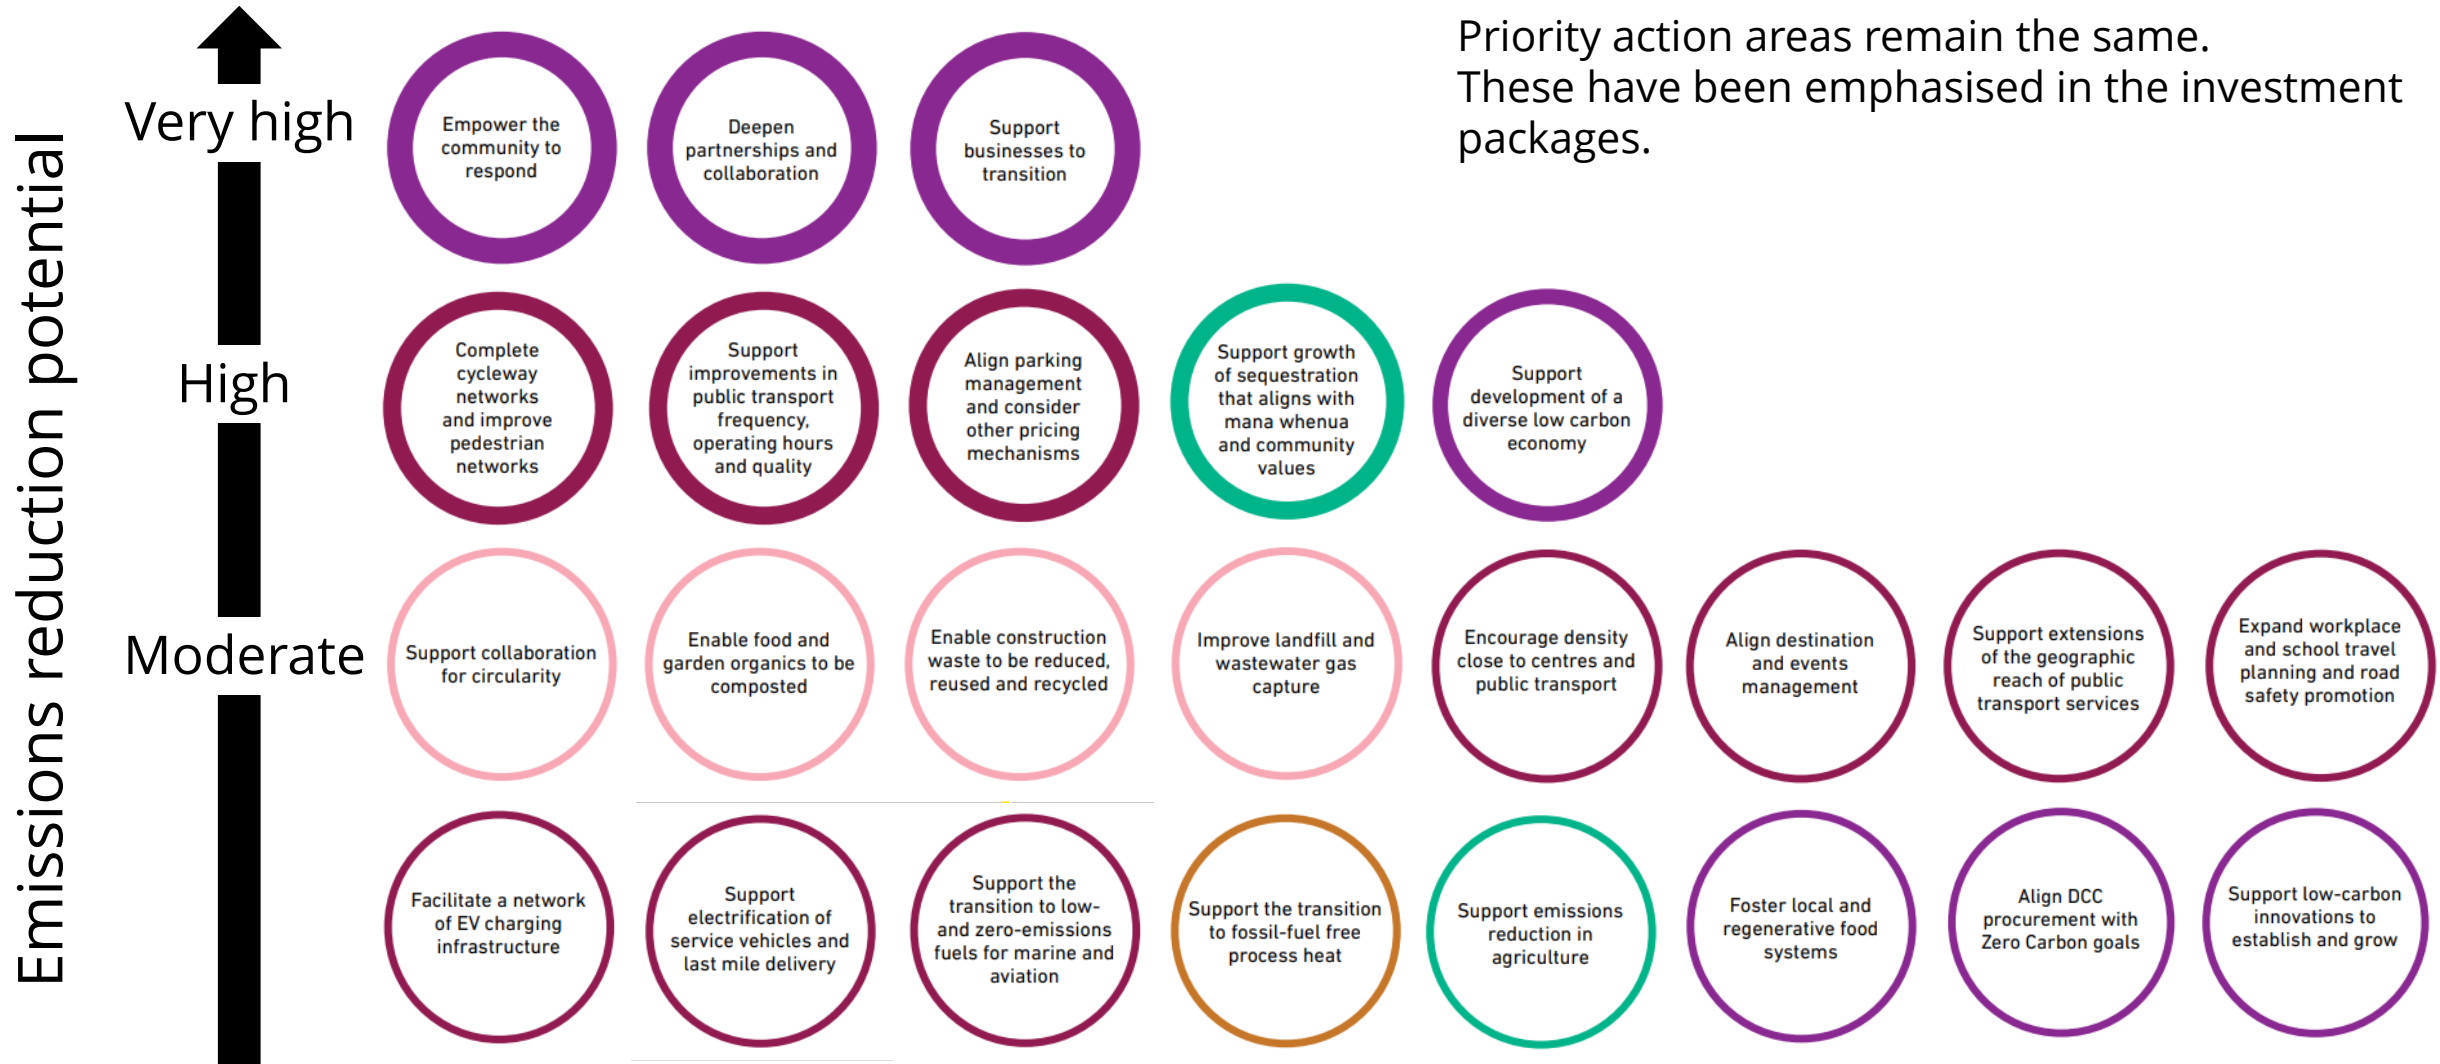 Priority action areas remain the same.
These have been emphasised in the investment
packages.
Emissions reduction potential
Very high
Empower the
community to
respond
Deepen
partnerships and
collaboration
Support
businesses to
transition
High
Complete
cycleway
networks
and improve
pedestrian
networks
Support
improvements in
public transport
frequency,
operating hours
and quality
Align parking
management
and consider
other pricing
mechanisms
Support growth
of sequestration
that aligns with
mana whenua
and community
values
Support
development of a
diverse low carbon
economy
Moderate
Support collaboration
for circularity
Enable food and
garden organics to be
composted
Enable construction
waste to be reduced,
reused and recycled
Improve landfill and
wastewater gas
capture
Encourage density
close to centres and
public transport
Align destination
and events
management
Support extensions
of the geographic
reach of public
transport services
Expand workplace
and school travel
planning and road
safety promotion
Facilitate a network
of EV charging
infrastructure
Support
electrification of
service vehicles and
last mile delivery
Support the
transition to low-
and zero-emissions
fuels for marine and
aviation
Support the transition
to fossil-fuel free
process heat
Support emissions
reduction in
agriculture
Foster local and
regenerative food
systems
Align DCC
procurement with
Zero Carbon goals
Support low-carbon
innovations to
establish and grow